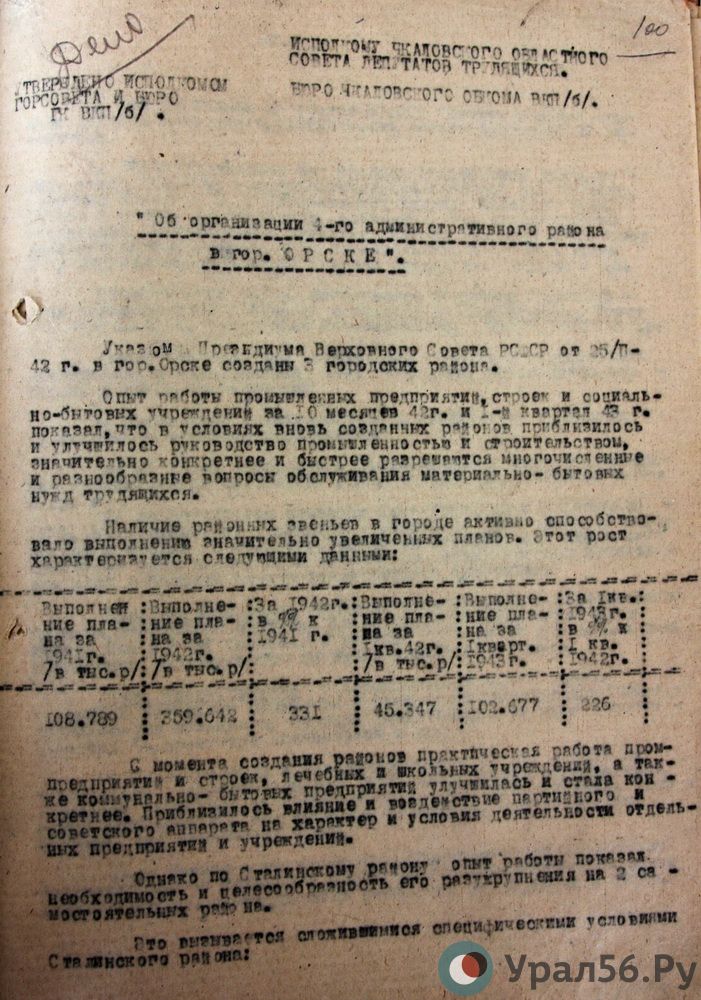 Дело
100
ИСПОЛКОМУ ЧКАЛОВСКОГО ОБЛАСТНОГО
СОВЕТА ДЕПУТАТОВ ТРУДЯЩИХСЯ.
БЮРО ЧКАЛОВСКОГО ОБКОМА ВКП/б/.
УТВЕРЖДЕНО ИСПОЛКОМОМ
ГОРСОВЕТА И БЮРО
ГК ВКП/б/.
"Об организации 4-го административного района
в гор. ОРСКЕ".
Указом Президиума Верховного Совета РСФСР от 25/П-
42 г. в гор. Орске созданы 3 городских района.
Опыт работы промышленных предприятий, строек и социаль-
но-бытовых учреждений за 10 месяцев 42г. и I-й квартал 43 г.
показал, что в условиях вновь созданных районов приблизилось
и улучшилось руководство промышленностью и строительством,
значительно конкретнее и быстрее разрешаются многочисленные
и разнообразные вопросы обслуживания материально-бытовых
нужд трудящихся.
Наличие районных звеньев в городе активно способство-
вало выполнению значительно увеличенных планов. Этот рост
характеризуется следующими данными:
Выполнен :Выполне- :За 1942г.:Выполне- :Выполне- :За Iкв.:
ние пла- :ние пла- :в %% к :ние пла- :ние пла- :1943г.:
на за :на за :1941 г. :на за :на за :в %% к:
1941г. :1942г. : :Iкв.42г. :Iкварт. :I кв. :
/в тыс.р/:/в тыс.р/: :/в тыс.р/:1943г. :1942г.:
108.789 : 359.642 : 331 : 45.347 :102.677 : 226 :
С момента создания районов практическая работа пром-
предприятий и строек, лечебных и школьных учреждений, а так-
же коммунально-бытовых предприятий улучшилась и стала кон-
кретнее. Приблизилось влияние и воздействие партийного и
советского аппарата на характер и условия деятельности отдель-
ных предприятий и учреждений.
Однако по Сталинскому району опыт работы показал
необходимость и целесообразность его разукрупнения на 2 са-
мостоятельных района.
Это вызывается сложившимися специфическими условиями
Сталинского района:
Урал56.Ру